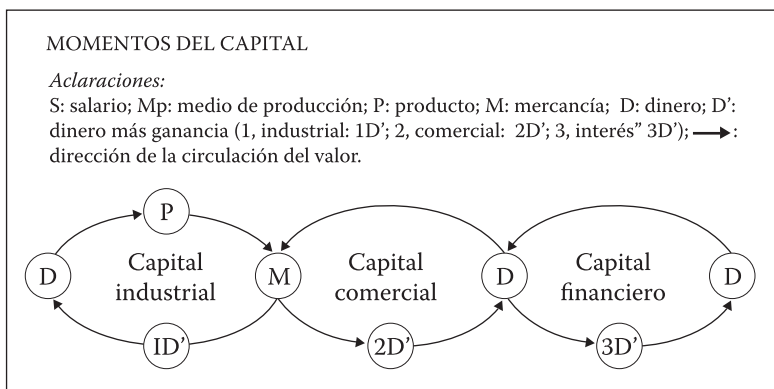 MOMENTOS DEL CAPITAL
Aclaraciones:
S: salario; Mp: medio de producción; P: producto; M: mercancía; D: dinero; D’:
dinero más ganancia (1, industrial: 1D’; 2, comercial: 2D’; 3, interés” 3D’); :
dirección de la circulación del valor.
P
D
Capital
industrial
M
Capital
comercial
D
Capital
financiero
D
ID’
2D’
3D’